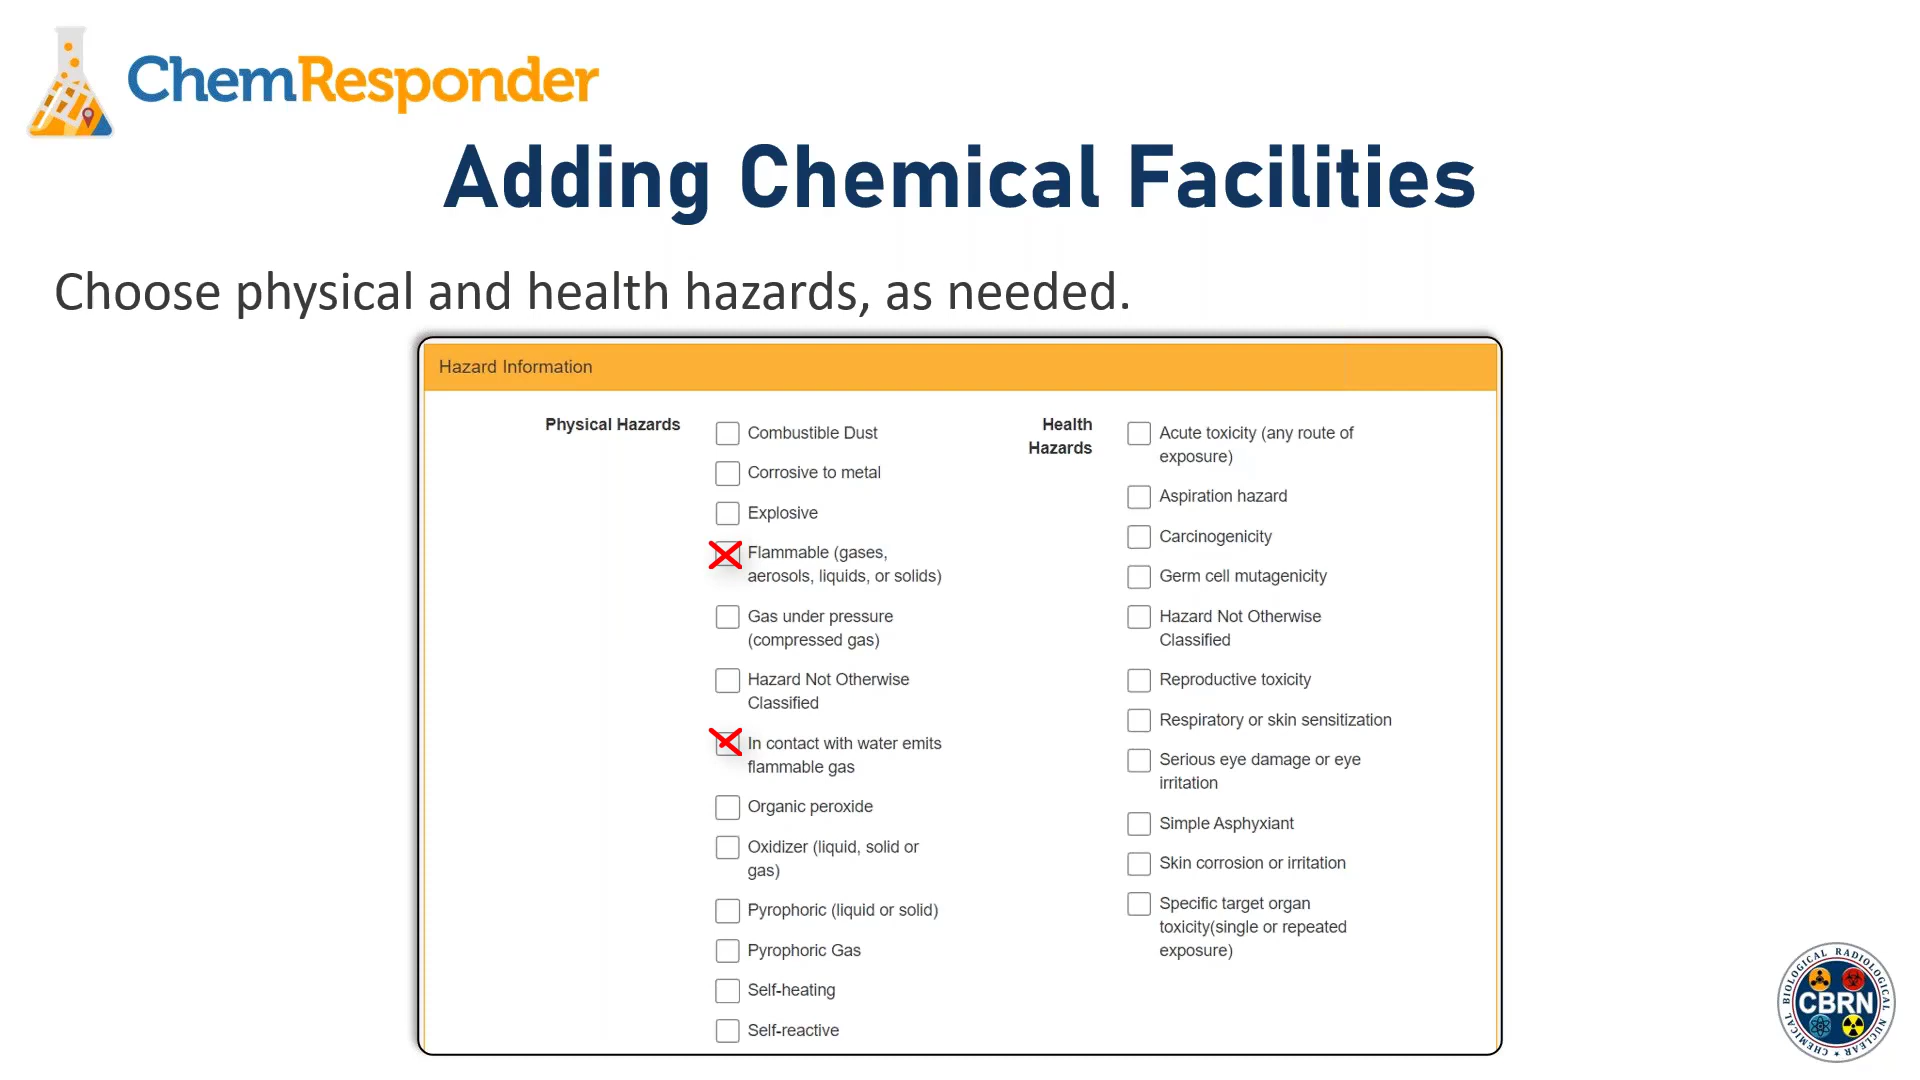 ChemResponder
Adding Chemical Facilities
Choose physical and health hazards, as needed.
Hazard Information
Physical Hazards
Combustible Dust
Corrosive to metal
Explosive
Flammable (gases,
aerosols, liquids, or solids)
Gas under pressure
(compressed gas)
Hazard Not Otherwise
Classified
In contact with water emits
flammable gas
Organic peroxide
Oxidizer (liquid, solid or
gas)
Pyrophoric (liquid or solid)
Pyrophoric Gas
Self-heating
Self-reactive
Health
Hazards
Acute toxicity (any route of
exposure)
Aspiration hazard
Carcinogenicity
Germ cell mutagenicity
Hazard Not Otherwise
Classified
Reproductive toxicity
Respiratory or skin sensitization
Serious eye damage or eye
irritation
Simple Asphyxiant
Skin corrosion or irritation
Specific target organ
toxicity(single or repeated
exposure)
CHEMICAL BIOLOGICAL RADIOLOGICAL NUCLEAR
CBRN